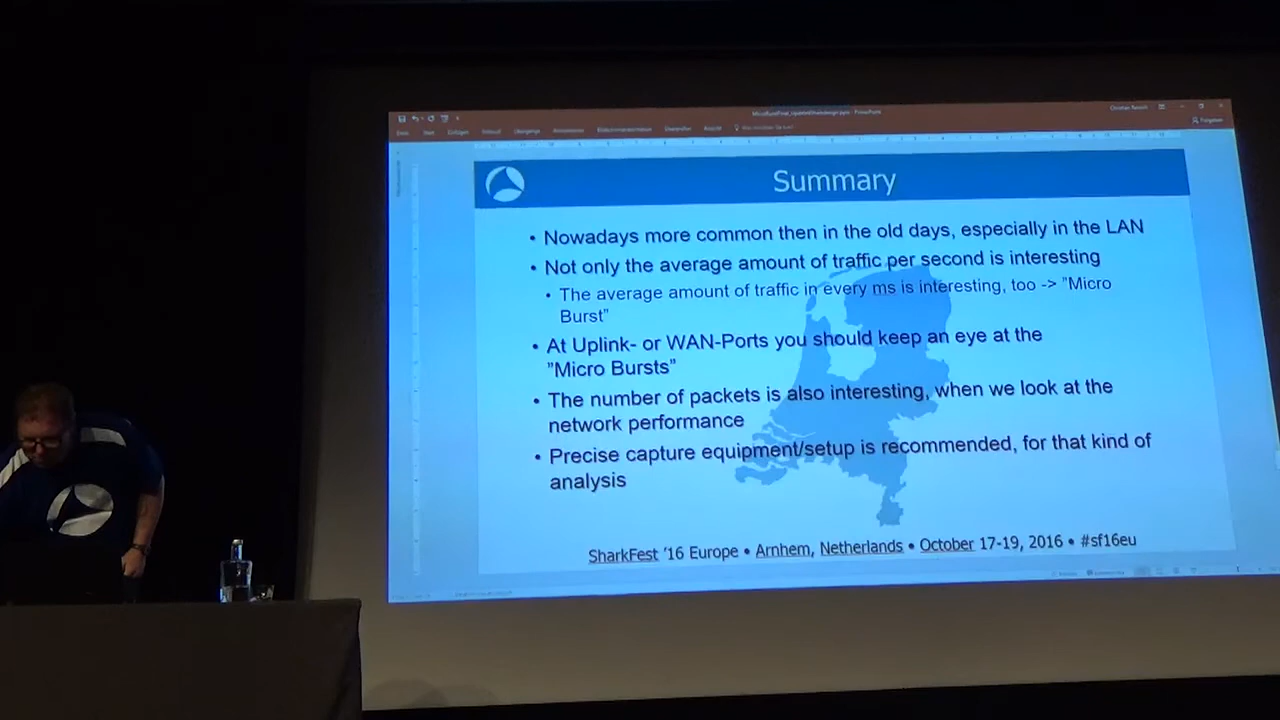 PowerPoint
Summary
• Nowadays more common then in the old days, especially in the LAN
• Not only the average amount of traffic per second is interesting
• The average amount of traffic in every ms is interesting, too -> "Micro
Burst"
• At Uplink- or WAN-Ports you should keep an eye at the
"Micro Bursts"
• The number of packets is also interesting, when we look at the
network performance
• Precise capture equipment/setup is recommended, for that kind of
analysis
SharkFest '16 Europe • Arnhem, Netherlands • October 17-19, 2016 • #sf16eu